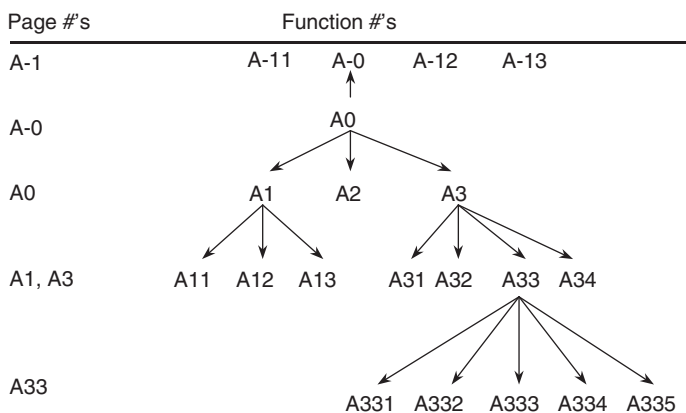 Page #'s Function #'s
A-1 A-11 A-0 A-12 A-13
A-0 A0
A0 A1 A2 A3
A1, A3 A11 A12 A13 A31 A32 A33 A34
A33 A331 A332 A333 A334 A335